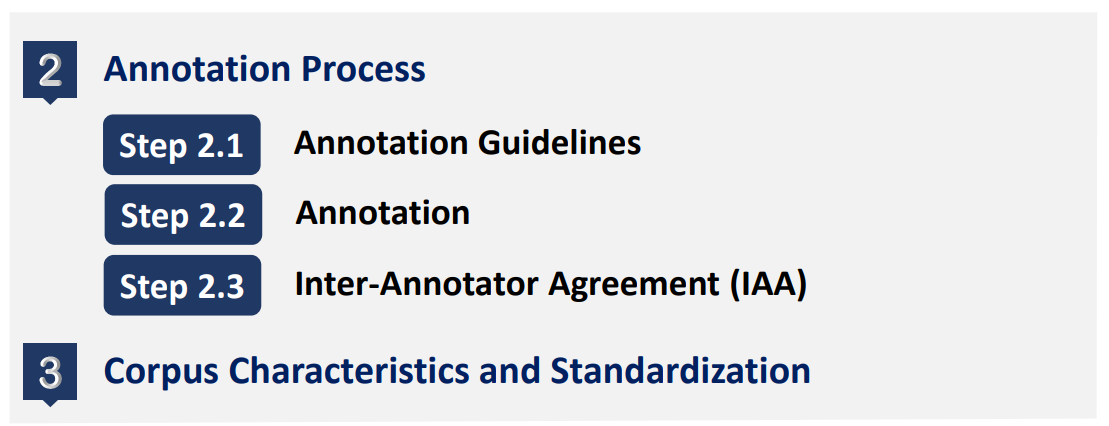 2 Annotation Process
Step 2.1 Annotation Guidelines
Step 2.2 Annotation
Step 2.3 Inter-Annotator Agreement (IAA)
3 Corpus Characteristics and Standardization